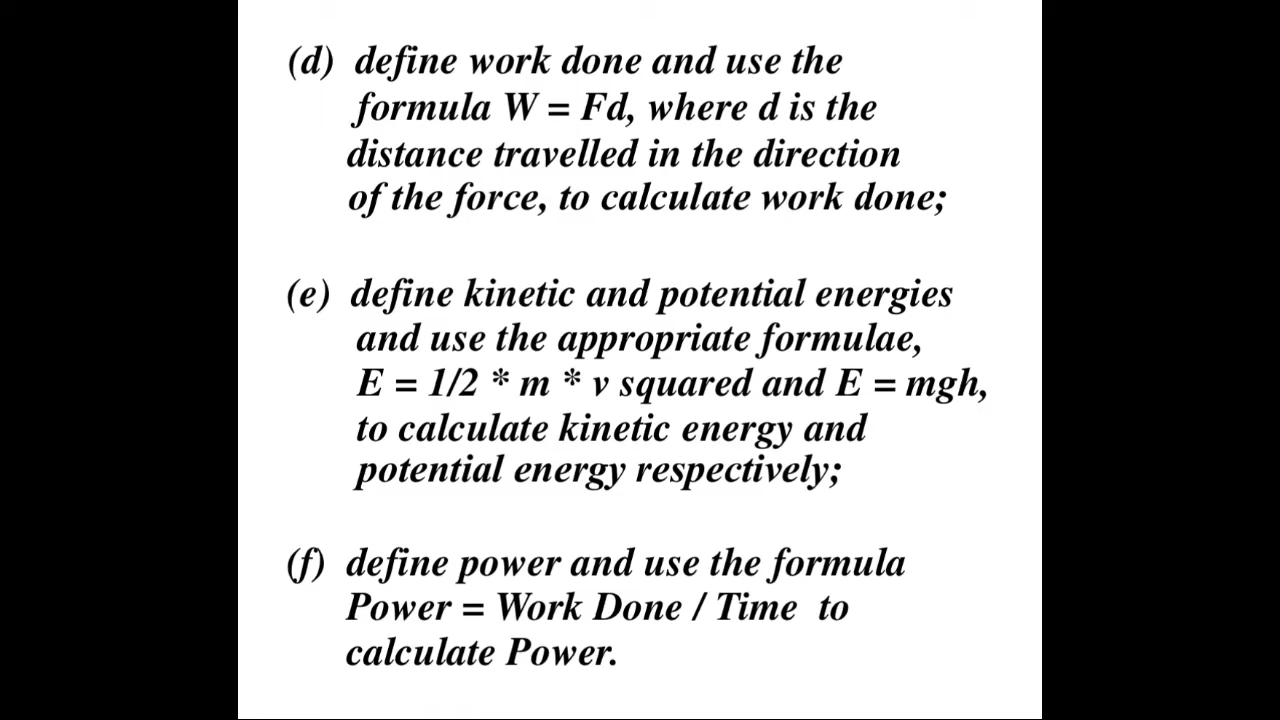 (d) define work done and use the
formula W = Fd, where d is the
distance travelled in the direction
of the force, to calculate work done;
(e) define kinetic and potential energies
and use the appropriate formulae,
E = 1/2 * m * v squared and E = mgh,
to calculate kinetic energy and
potential energy respectively;
(f) define power and use the formula
Power = Work Done / Time to
calculate Power.